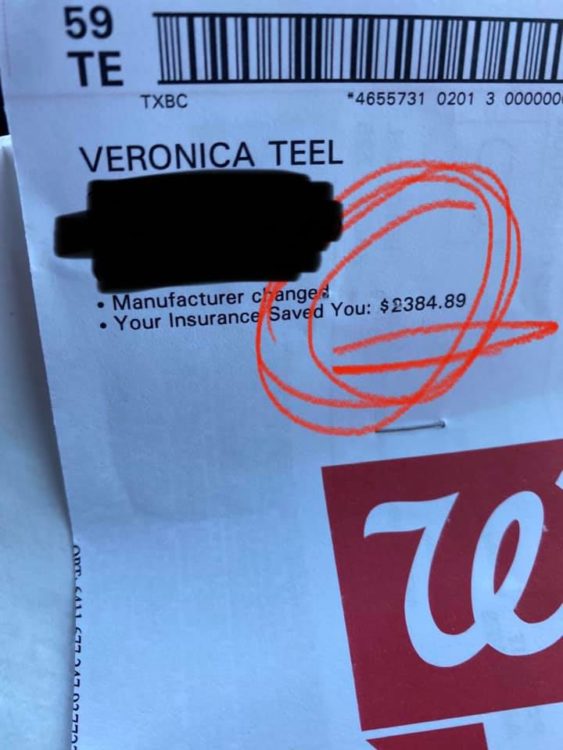 59
TE
TXBC
*4655731 0201 3 000000
VERONICA TEEL
• Manufacturer changed
• Your Insurance Saved You: $2384.89
W